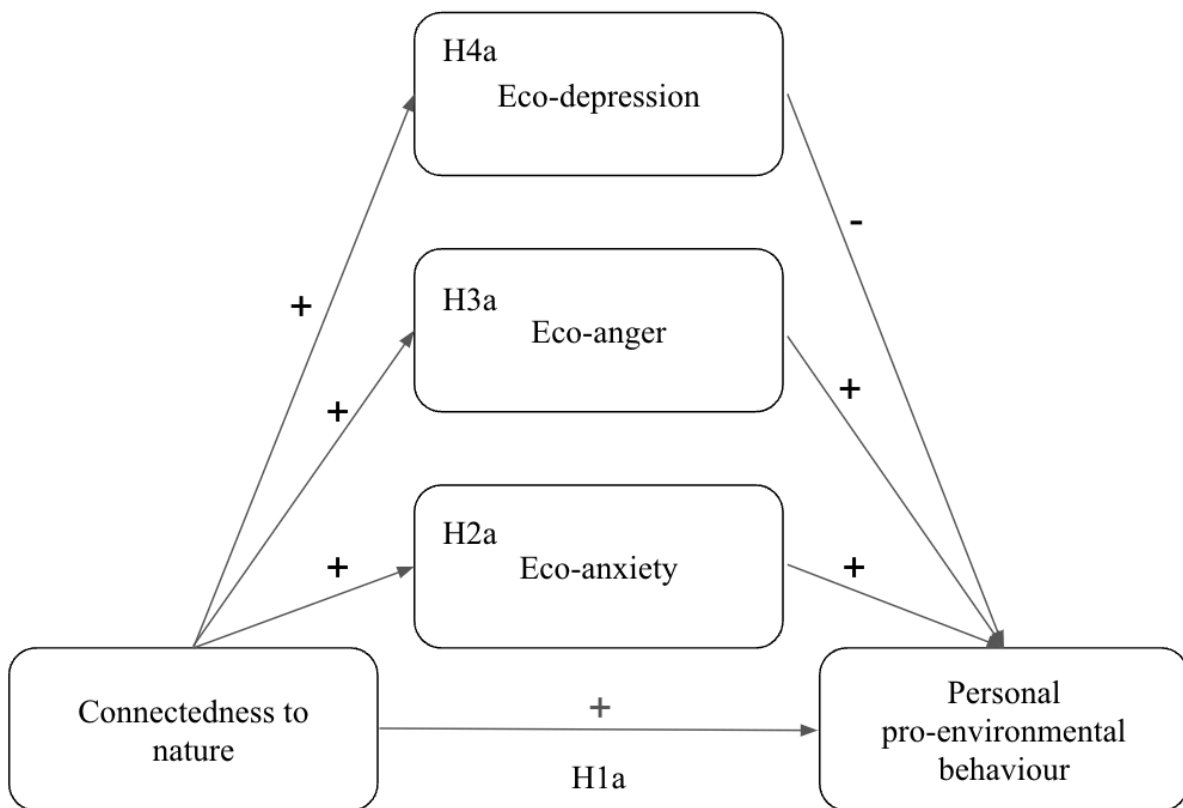 H4a
Eco-depression
-
+
H3a
Eco-anger
+
+
H2a
Eco-anxiety
+
+
Connectedness to
nature
+
H1a
Personal
pro-environmental
behaviour